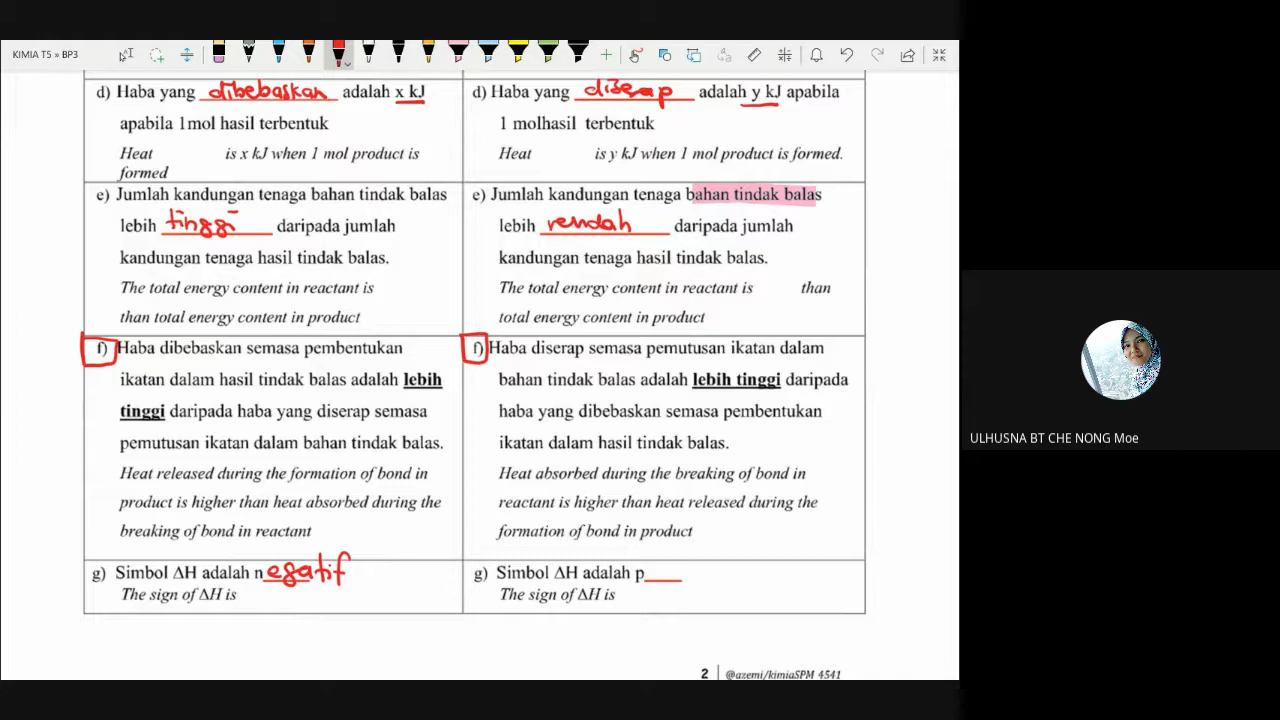 KIMIA T5 » BP3
d) Haba yang dibebaskan adalah x kJ
apabila 1mol hasil terbentuk
Heat is x kJ when 1 mol product is
formed
d) Haba yang diserap adalah y kJ apabila
1 molhasil terbentuk
Heat is y kJ when 1 mol product is formed.
e) Jumlah kandungan tenaga bahan tindak balas
lebih tinggi daripada jumlah
kandungan tenaga hasil tindak balas.
The total energy content in reactant is
than total energy content in product
e) Jumlah kandungan tenaga bahan tindak balas
lebih rendah daripada jumlah
kandungan tenaga hasil tindak balas.
The total energy content in reactant is than
total energy content in product
f) Haba dibebaskan semasa pembentukan
ikatan dalam hasil tindak balas adalah lebih
tinggi daripada haba yang diserap semasa
pemutusan ikatan dalam bahan tindak balas.
Heat released during the formation of bond in
product is higher than heat absorbed during the
breaking of bond in reactant
f) Haba diserap semasa pemutusan ikatan dalam
bahan tindak balas adalah lebih tinggi daripada
haba yang dibebaskan semasa pembentukan
ikatan dalam hasil tindak balas.
Heat absorbed during the breaking of bond in
reactant is higher than heat released during the
formation of bond in product
g) Simbol ΔH adalah negatif
The sign of ΔH is
g) Simbol ΔH adalah p____
The sign of ΔH is
2 | @azemi/kimiaSPM 4541
ULHUSNA BT CHE NONG Moe